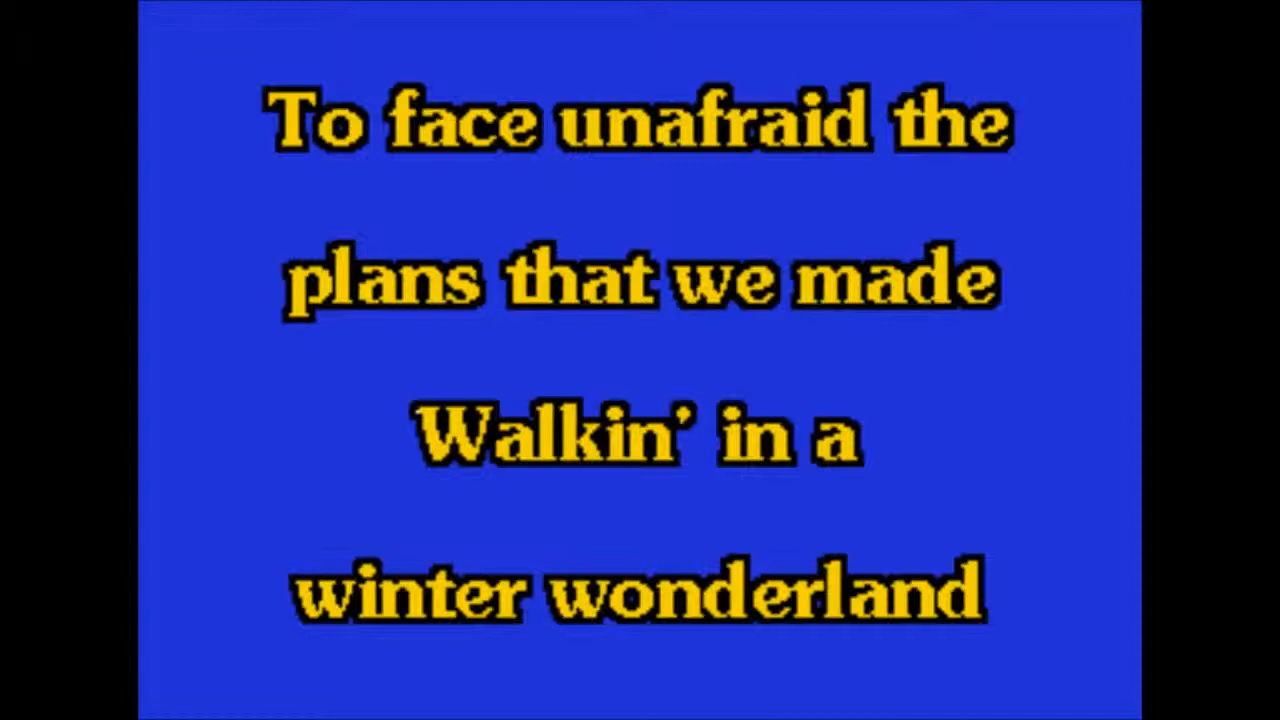 To face unafraid the
plans that we made
Walkin' in a
winter wonderland